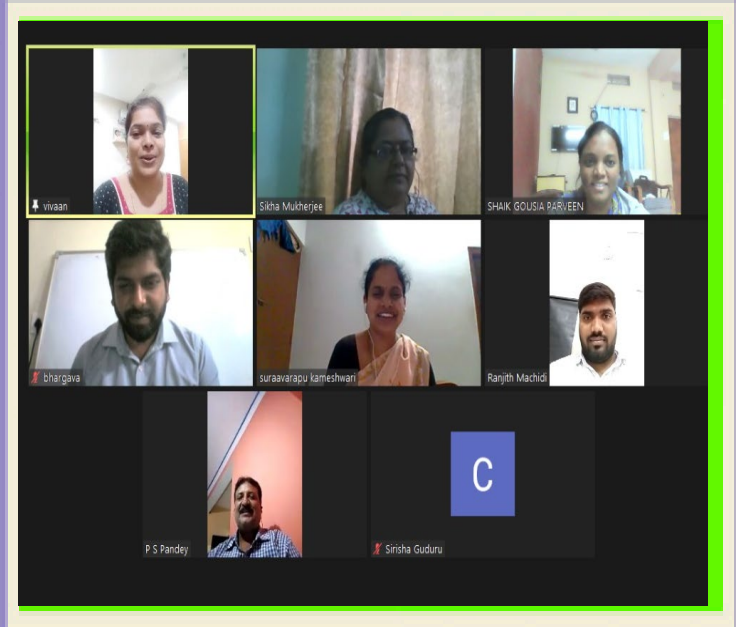 vivaan
Sikha Mukherjee
SHAIK GOUSIA PARVEEN
bhargava
suraavarapu kameshwari
Ranjith Machidi
P S Pandey
C
Sirisha Guduru